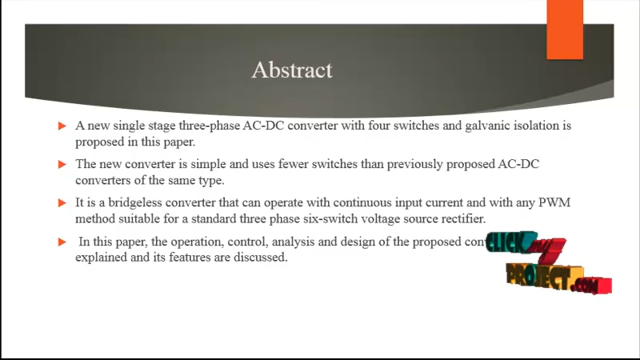 Abstract
A new single stage three-phase AC-DC converter with four switches and galvanic isolation is
proposed in this paper.
The new converter is simple and uses fewer switches than previously proposed AC-DC
converters of the same type.
It is a bridgeless converter that can operate with continuous input current and with any PWM
method suitable for a standard three phase six-switch voltage source rectifier.
In this paper, the operation, control, analysis and design of the proposed
explained and its features are discussed.
CLICK my
PROJECT.COM